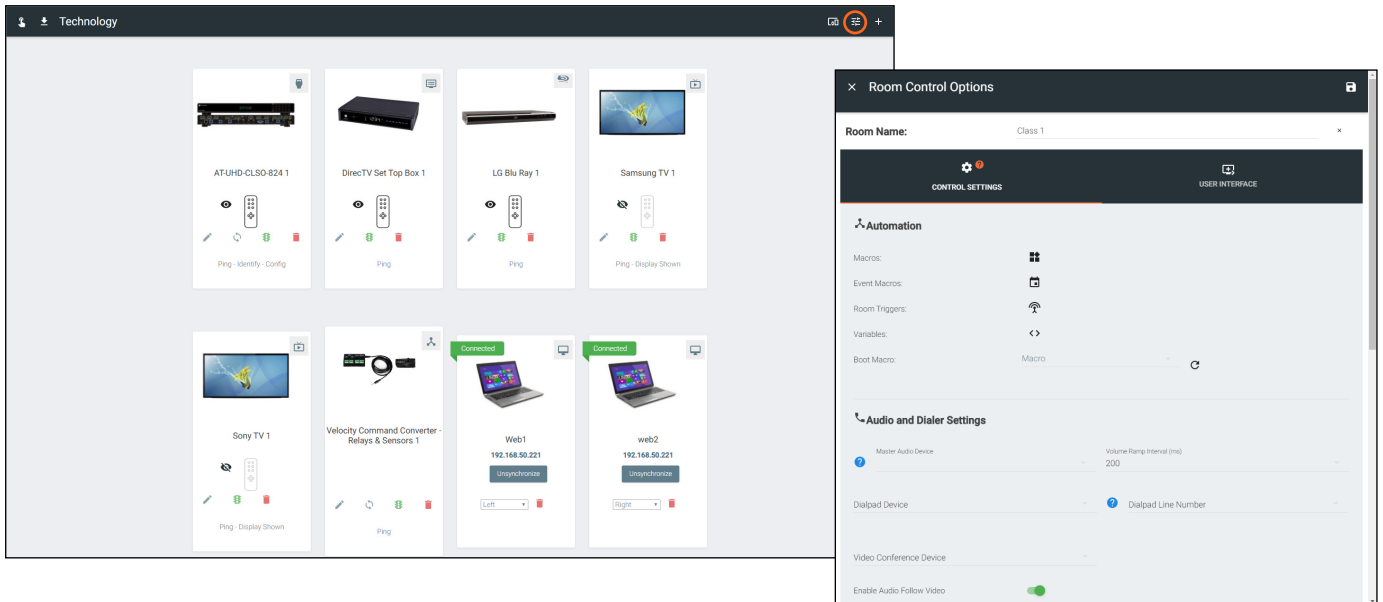 Technology
AT-UHD-CLSO-824 1
DirecTV Set Top Box 1
LG Blu Ray 1
Samsung TV 1
Ping - Identify - Config
Ping
Ping
Ping - Display Shown
Sony TV 1
Ping - Display Shown
Velocity Command Converter -
Relays & Sensors 1
Ping
Connected
Web1
192.168.50.221
Unsynchronize
Left
Connected
web2
192.168.50.221
Unsynchronize
Right
Room Control Options
Room Name: Class 1
CONTROL SETTINGS
USER INTERFACE
Automation
Macros:
Event Macros:
Room Triggers:
Variables:
Boot Macro: Macro
Audio and Dialer Settings
Master Audio Device
Volume Ramp Interval (ms)
200
Dialpad Device
Dialpad Line Number
Video Conference Device
Enable Audio Follow Video